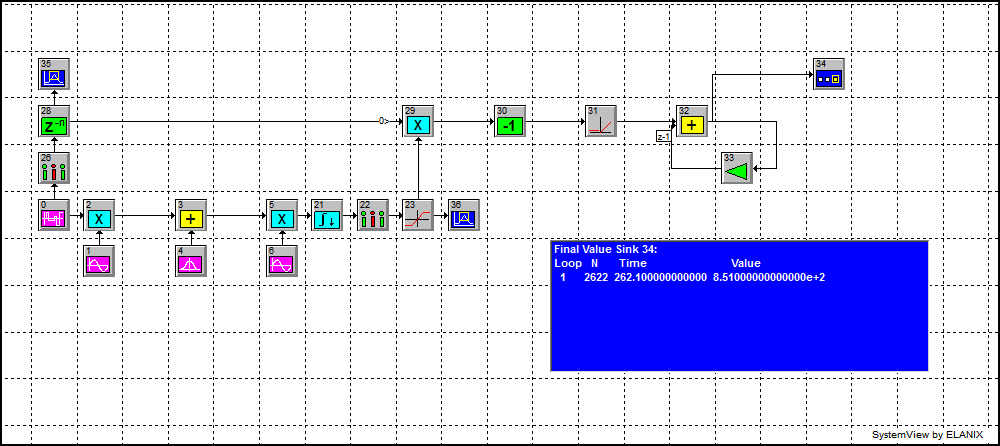 35
34
28
Z-n
-0>
29
X
30
-1
31
32
+
z-1
26
33
0
2
X
3
+
5
X
21
22
23
36
1
4
6
Final Value Sink 34:
Loop N Time Value
1 2622 262.100000000000 8.51000000000000e+2
SystemView by ELANIX